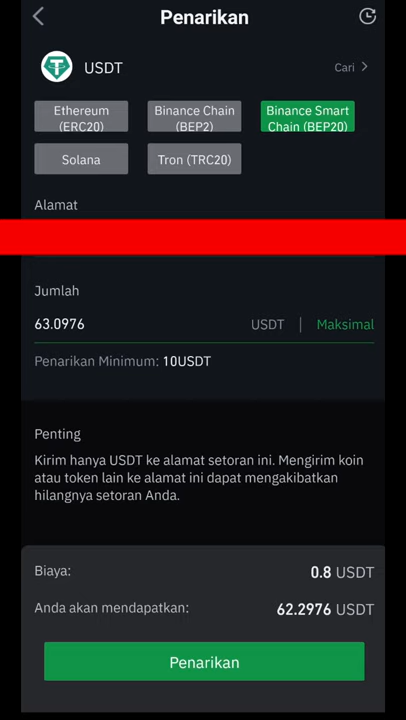 Penarikan
USDT
Cari
Ethereum
(ERC20)
Binance Chain
(BEP2)
Binance Smart
Chain (BEP20)
Solana
Tron (TRC20)
Alamat
Jumlah
63.0976 USDT | Maksimal
Penarikan Minimum: 10USDT
Penting
Kirim hanya USDT ke alamat setoran ini. Mengirim koin
atau token lain ke alamat ini dapat mengakibatkan
hilangnya setoran Anda.
Biaya: 0.8 USDT
Anda akan mendapatkan: 62.2976 USDT
Penarikan